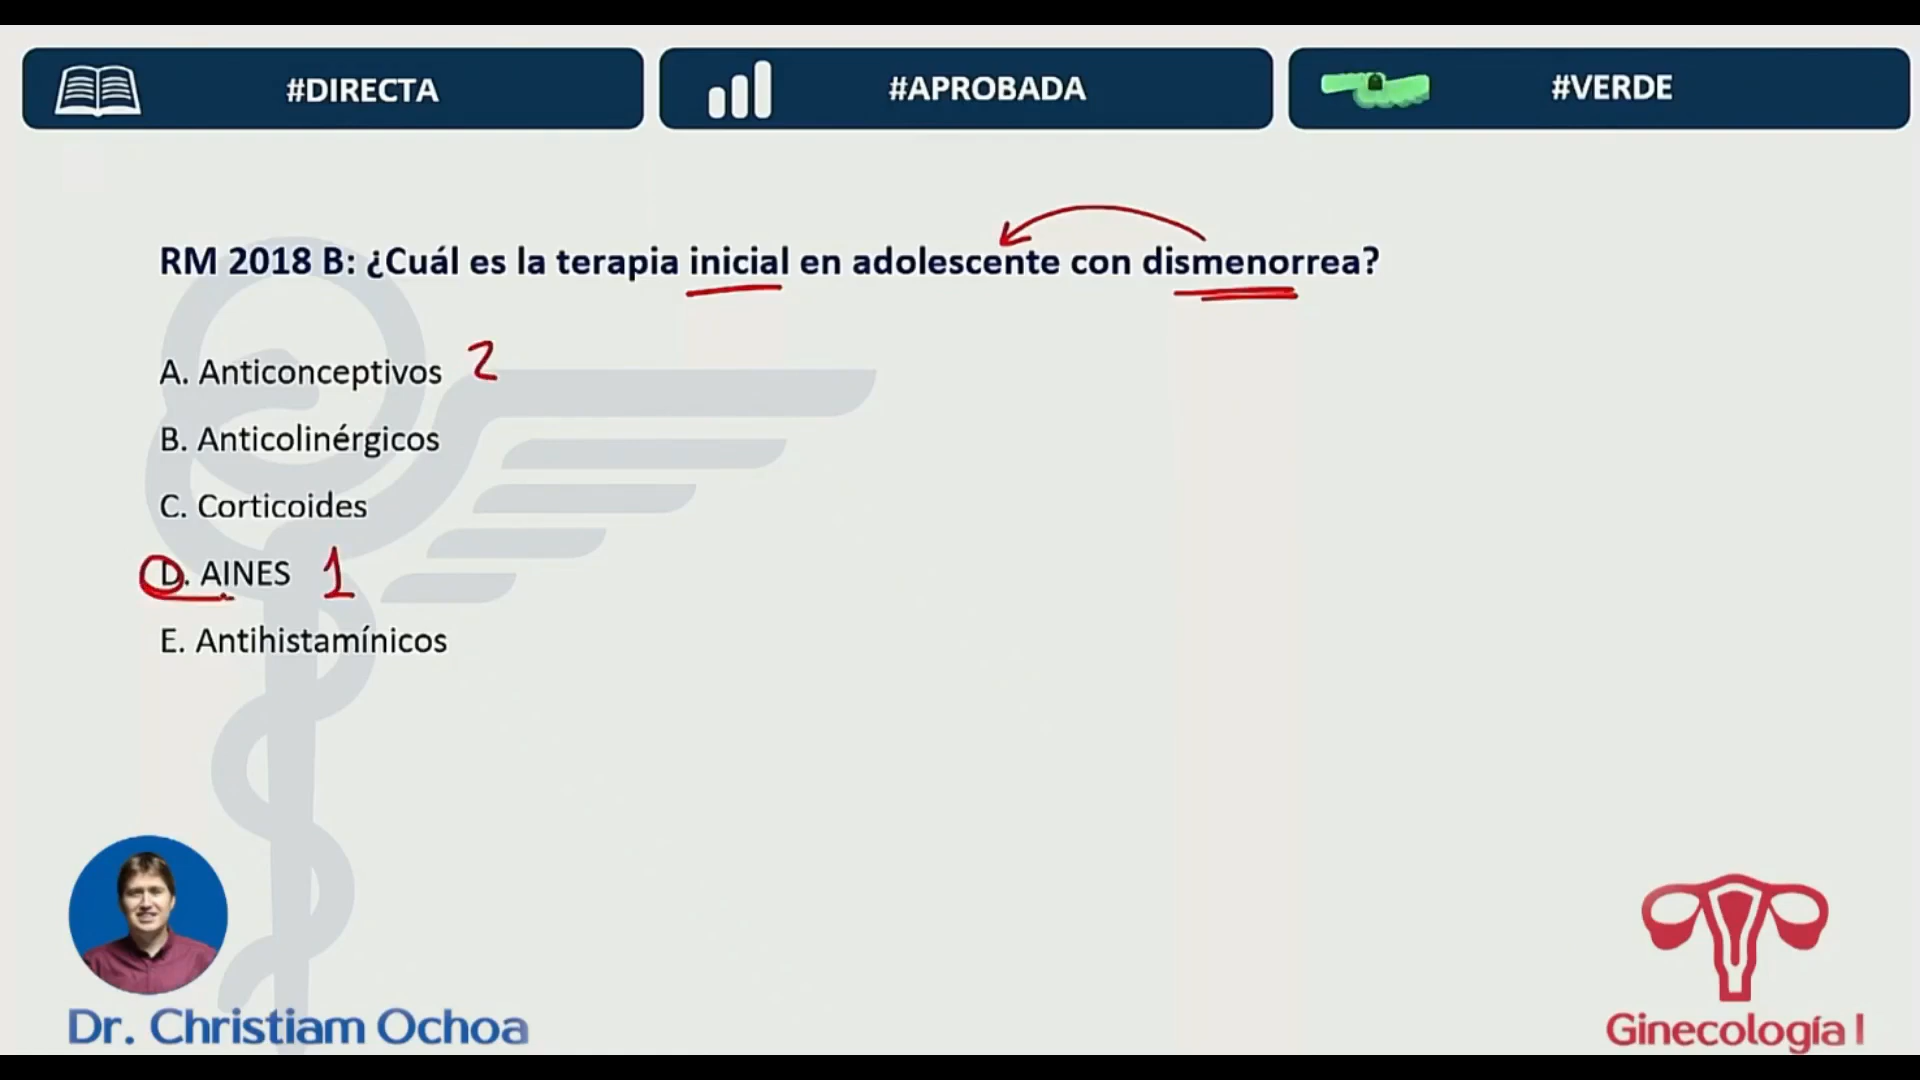 #DIRECTA
#APROBADA
#VERDE
RM 2018 B: ¿Cuál es la terapia inicial en adolescente con dismenorrea?
A. Anticonceptivos 2
B. Anticolinérgicos
C. Corticoides
D. AINES 1
E. Antihistamínicos
Dr. Christiam Ochoa
Ginecología I